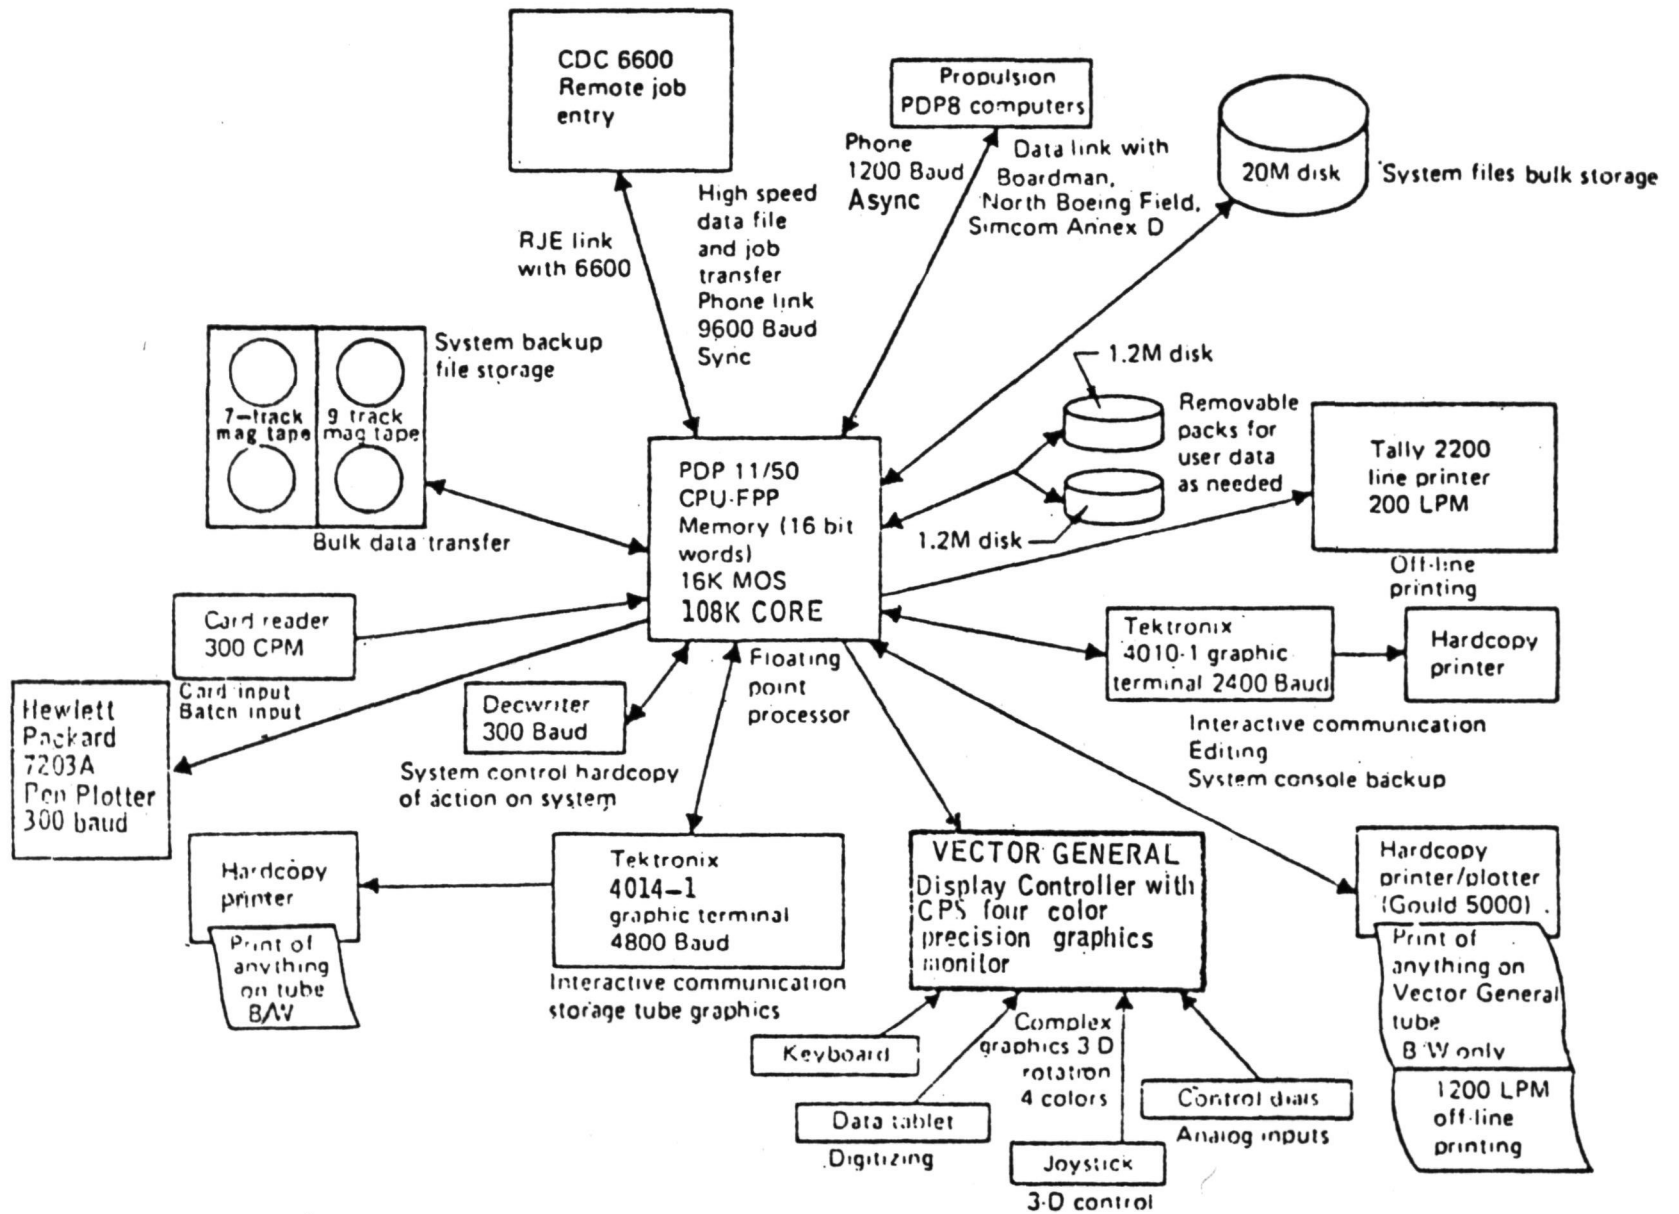 CDC 6600
Remote job
entry
Propulsion
PDP8 computers
20M disk
System files bulk storage
Phone
1200 Baud
Async
Data link with
Boardman,
North Boeing Field,
Simcom Annex D
RJE link
with 6600
High speed
data file
and job
transfer
Phone link
9600 Baud
Sync
7-track
mag tape
9 track
mag tape
System backup
file storage
Bulk data transfer
1.2M disk
1.2M disk
Removable
packs for
user data
as needed
Tally 2200
line printer
200 LPM
Off-line
printing
PDP 11/50
CPU-FPP
Memory (16 bit
words)
16K MOS
108K CORE
Card reader
300 CPM
Card input
Batch input
Hewlett
Packard
7203A
Pen Plotter
300 baud
Decwriter
300 Baud
System control hardcopy
of action on system
Floating
point
processor
Tektronix
4010-1 graphic
terminal 2400 Baud
Hardcopy
printer
Interactive communication
Editing
System console backup
Hardcopy
printer
Print of
anything
on tube
B/W
Tektronix
4014-1
graphic terminal
4800 Baud
Interactive communication
storage tube graphics
VECTOR GENERAL
Display Controller with
CPS four color
precision graphics
monitor
Hardcopy
printer/plotter
(Gould 5000)
Print of
anything on
Vector General
tube
B/W only
1200 LPM
off-line
printing
Keyboard
Data tablet
Digitizing
Complex
graphics 3 D
rotation
4 colors
Joystick
3-D control
Control dials
Analog inputs